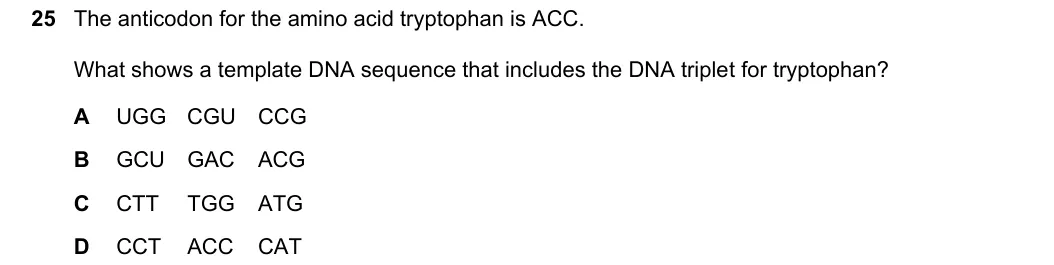 25 The anticodon for the amino acid tryptophan is ACC.
What shows a template DNA sequence that includes the DNA triplet for tryptophan?
A UGG CGU CCG
B GCU GAC ACG
C CTT TGG ATG
D CCT ACC CAT